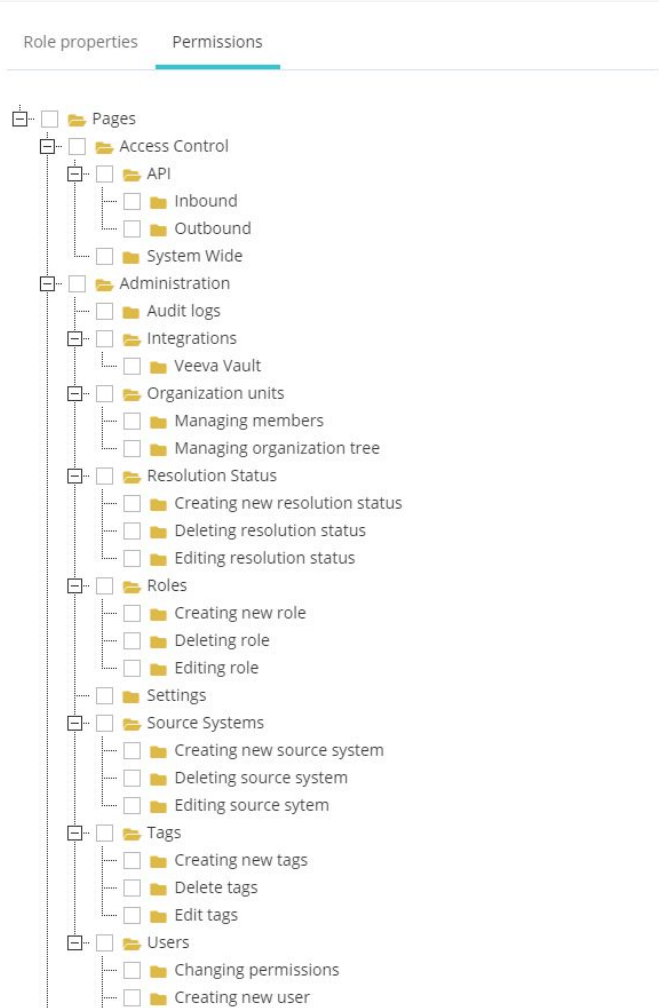 Role properties Permissions
Pages
Access Control
API
Inbound
Outbound
System Wide
Administration
Audit logs
Integrations
Veeva Vault
Organization units
Managing members
Managing organization tree
Resolution Status
Creating new resolution status
Deleting resolution status
Editing resolution status
Roles
Creating new role
Deleting role
Editing role
Settings
Source Systems
Creating new source system
Deleting source system
Editing source sytem
Tags
Creating new tags
Delete tags
Edit tags
Users
Changing permissions
Creating new user